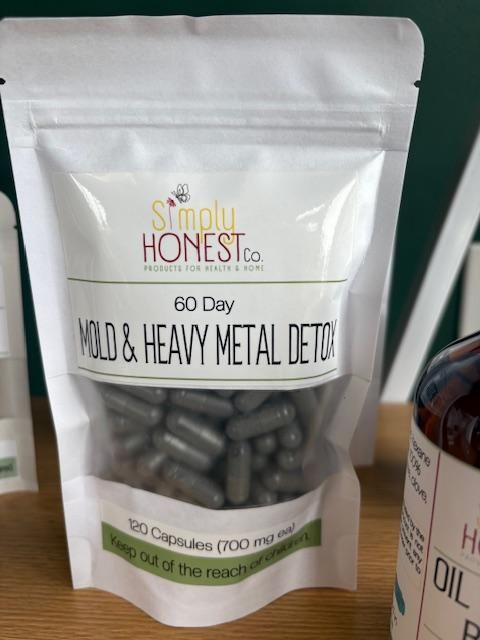 Simply
HONEST Co.
PRODUCTS FOR HEALTH & HOME
60 Day
MOLD & HEAVY METAL DETOX
120 Capsules (700 mg ea)
Keep out of the reach of children.
OIL